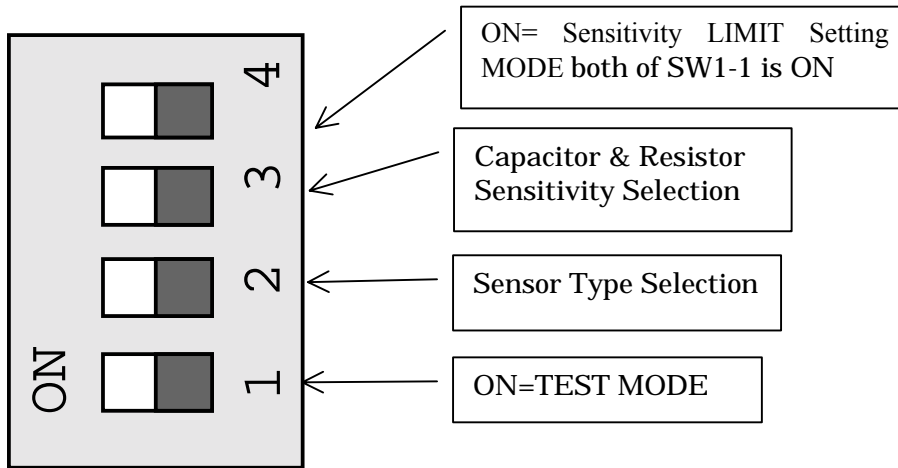 ON= Sensitivity LIMIT Setting
MODE both of SW1-1 is ON
4
Capacitor & Resistor
Sensitivity Selection
3
Sensor Type Selection
2
ON=TEST MODE
1
ON